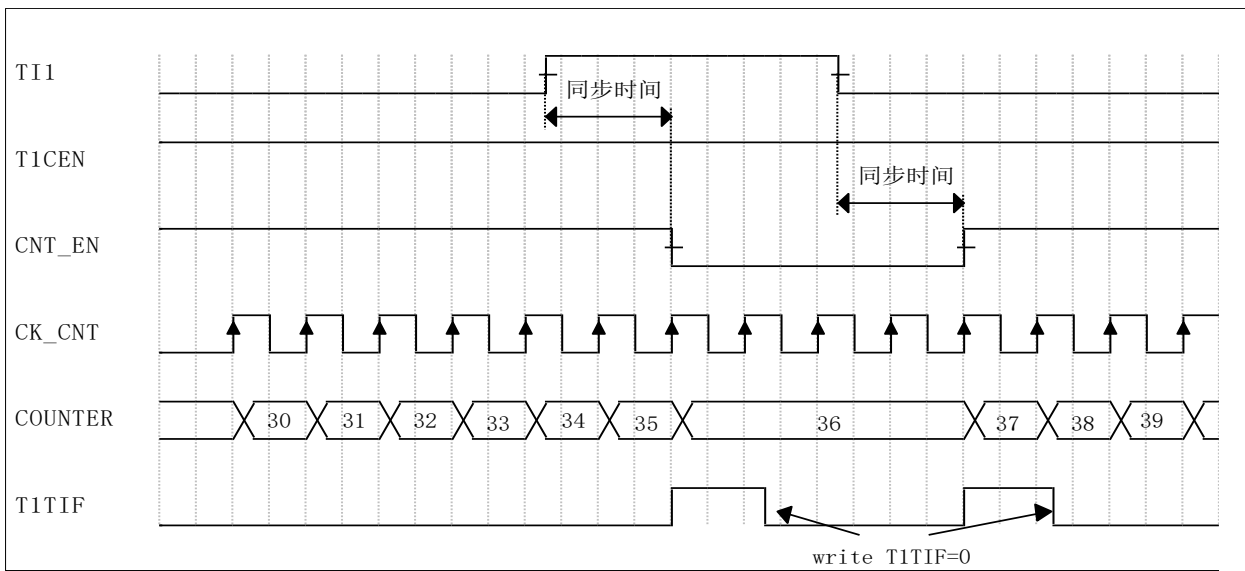 TI1
同步时间
T1CEN
同步时间
CNT_EN
CK_CNT
COUNTER
30 31 32 33 34 35 36 37 38 39
T1TIF
write T1TIF=0